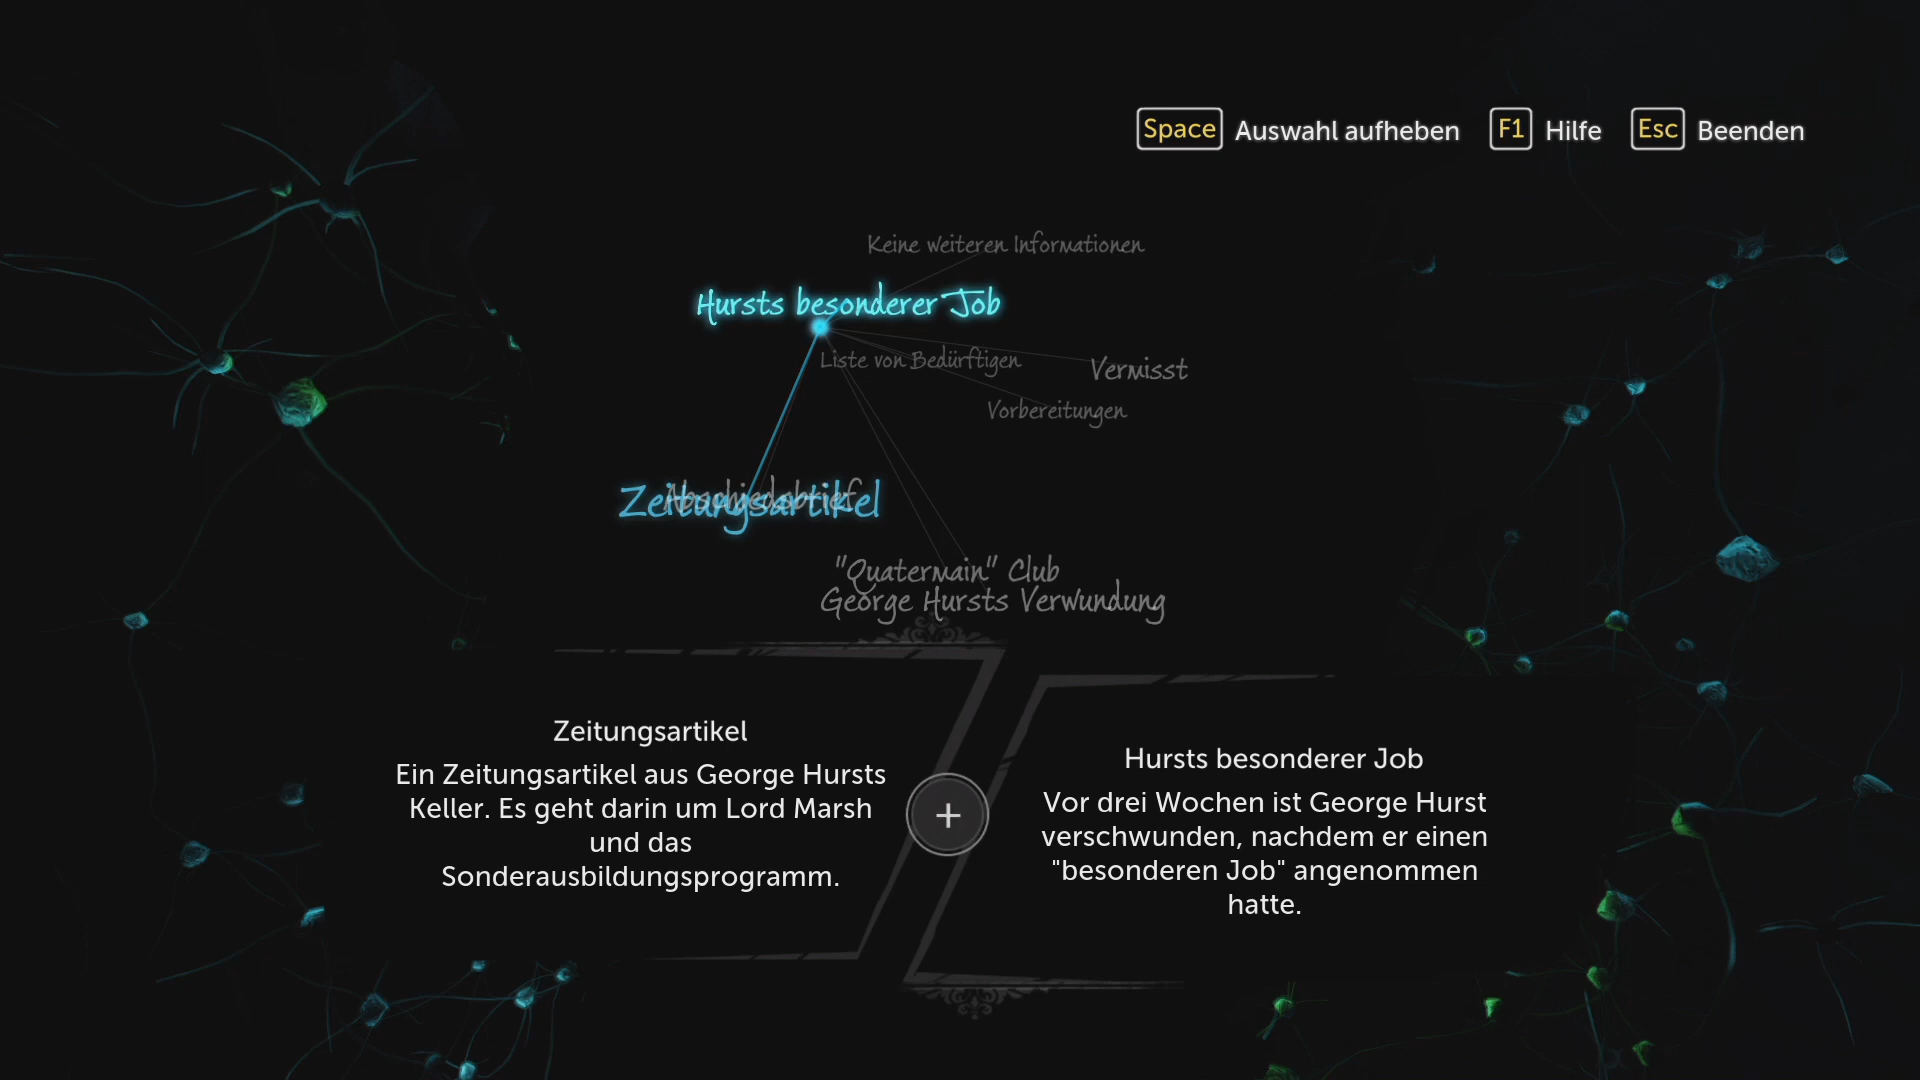 Space Auswahl aufheben F1 Hilfe Esc Beenden
Keine weiteren Informationen
Hursts besonderer Job
Liste von Bedürftigen
Vermisst
Vorbereitungen
Abschiedsbrief
Zeitungsartikel
"Quatermain" Club
George Hursts Verwundung
Zeitungsartikel
Ein Zeitungsartikel aus George Hursts
Keller. Es geht darin um Lord Marsh
und das
Sonderausbildungsprogramm.
+
Hursts besonderer Job
Vor drei Wochen ist George Hurst
verschwunden, nachdem er einen
"besonderen Job" angenommen
hatte.